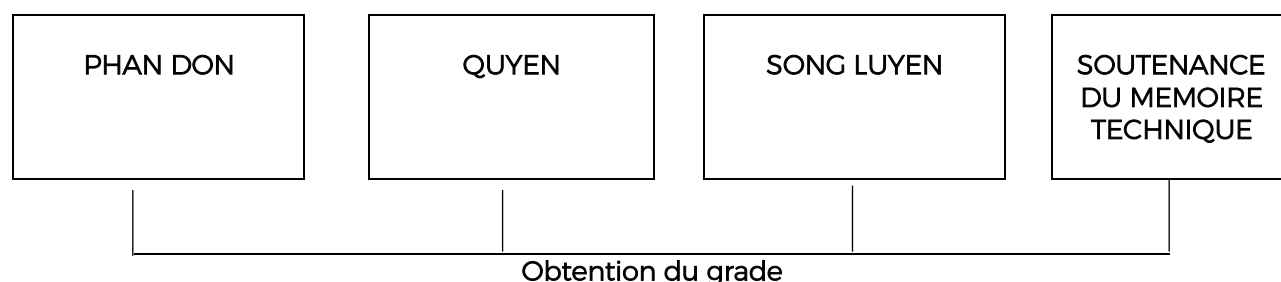 PHAN DON
QUYEN
SONG LUYEN
SOUTENANCE
DU MEMOIRE
TECHNIQUE
Obtention du grade